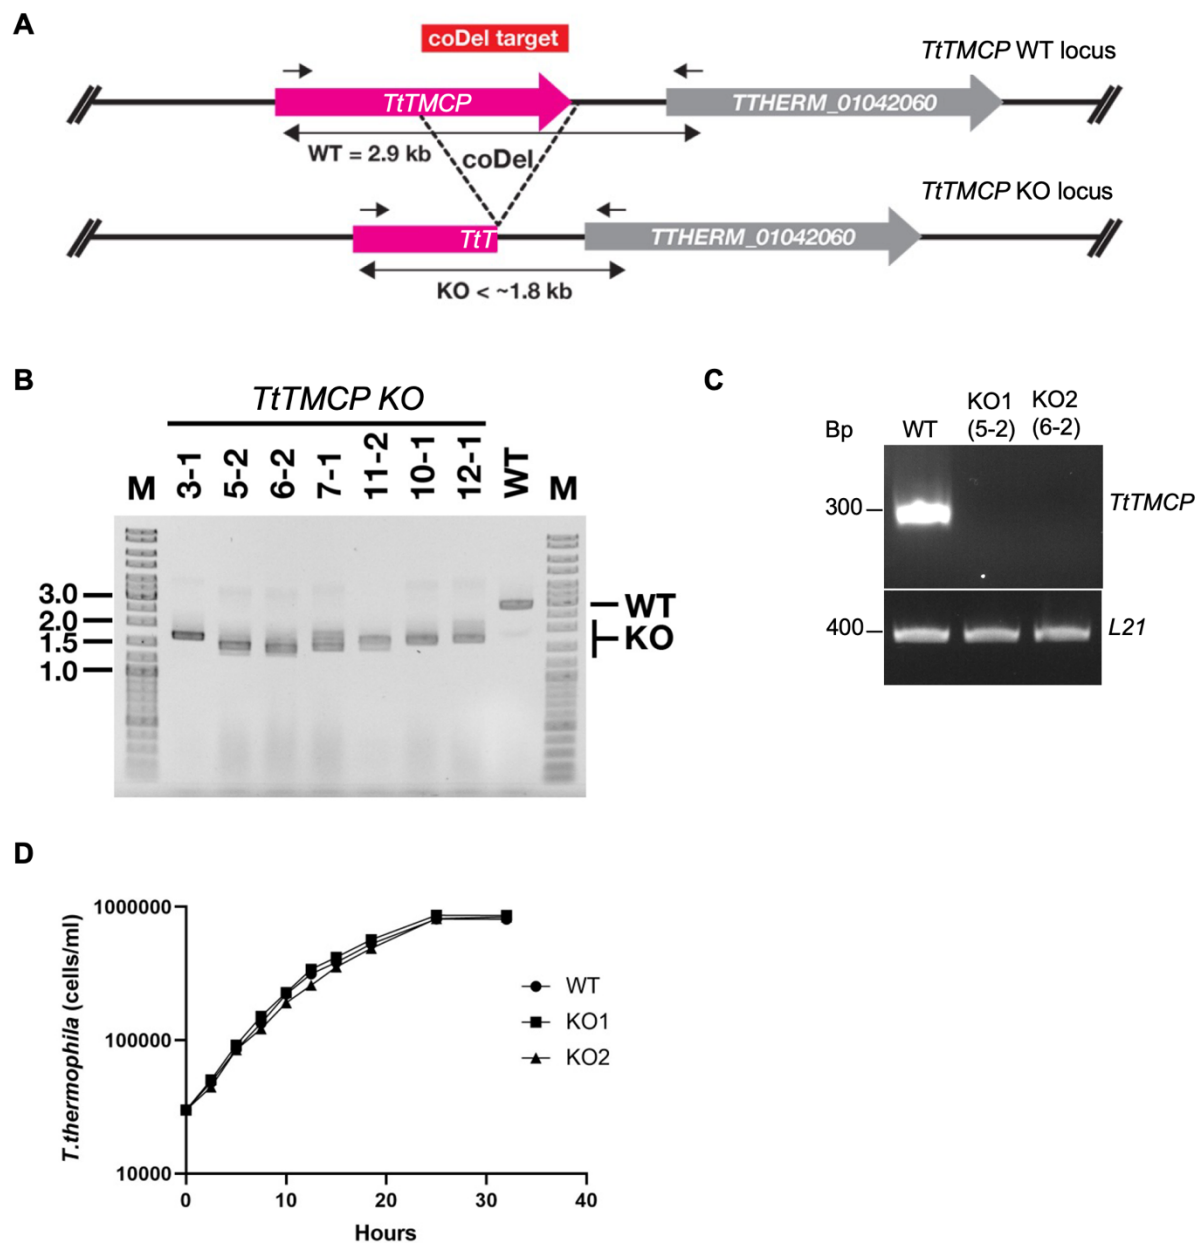 A
coDel target
TtTMCP WT locus
TtTMCP
TTHERM_01042060
WT = 2.9 kb
coDel
TtTMCP KO locus
TtT
TTHERM_01042060
KO < ~1.8 kb
B
TtTMCP KO
M 3-1 5-2 6-2 7-1 11-2 10-1 12-1 WT M
3.0
2.0
1.5
1.0
WT
KO
C
Bp WT KO1 (5-2) KO2 (6-2)
300 TtTMCP
400 L21
D
T.thermophila (cells/ml)
1000000
100000
10000
0 10 20 30 40
Hours
WT
KO1
KO2